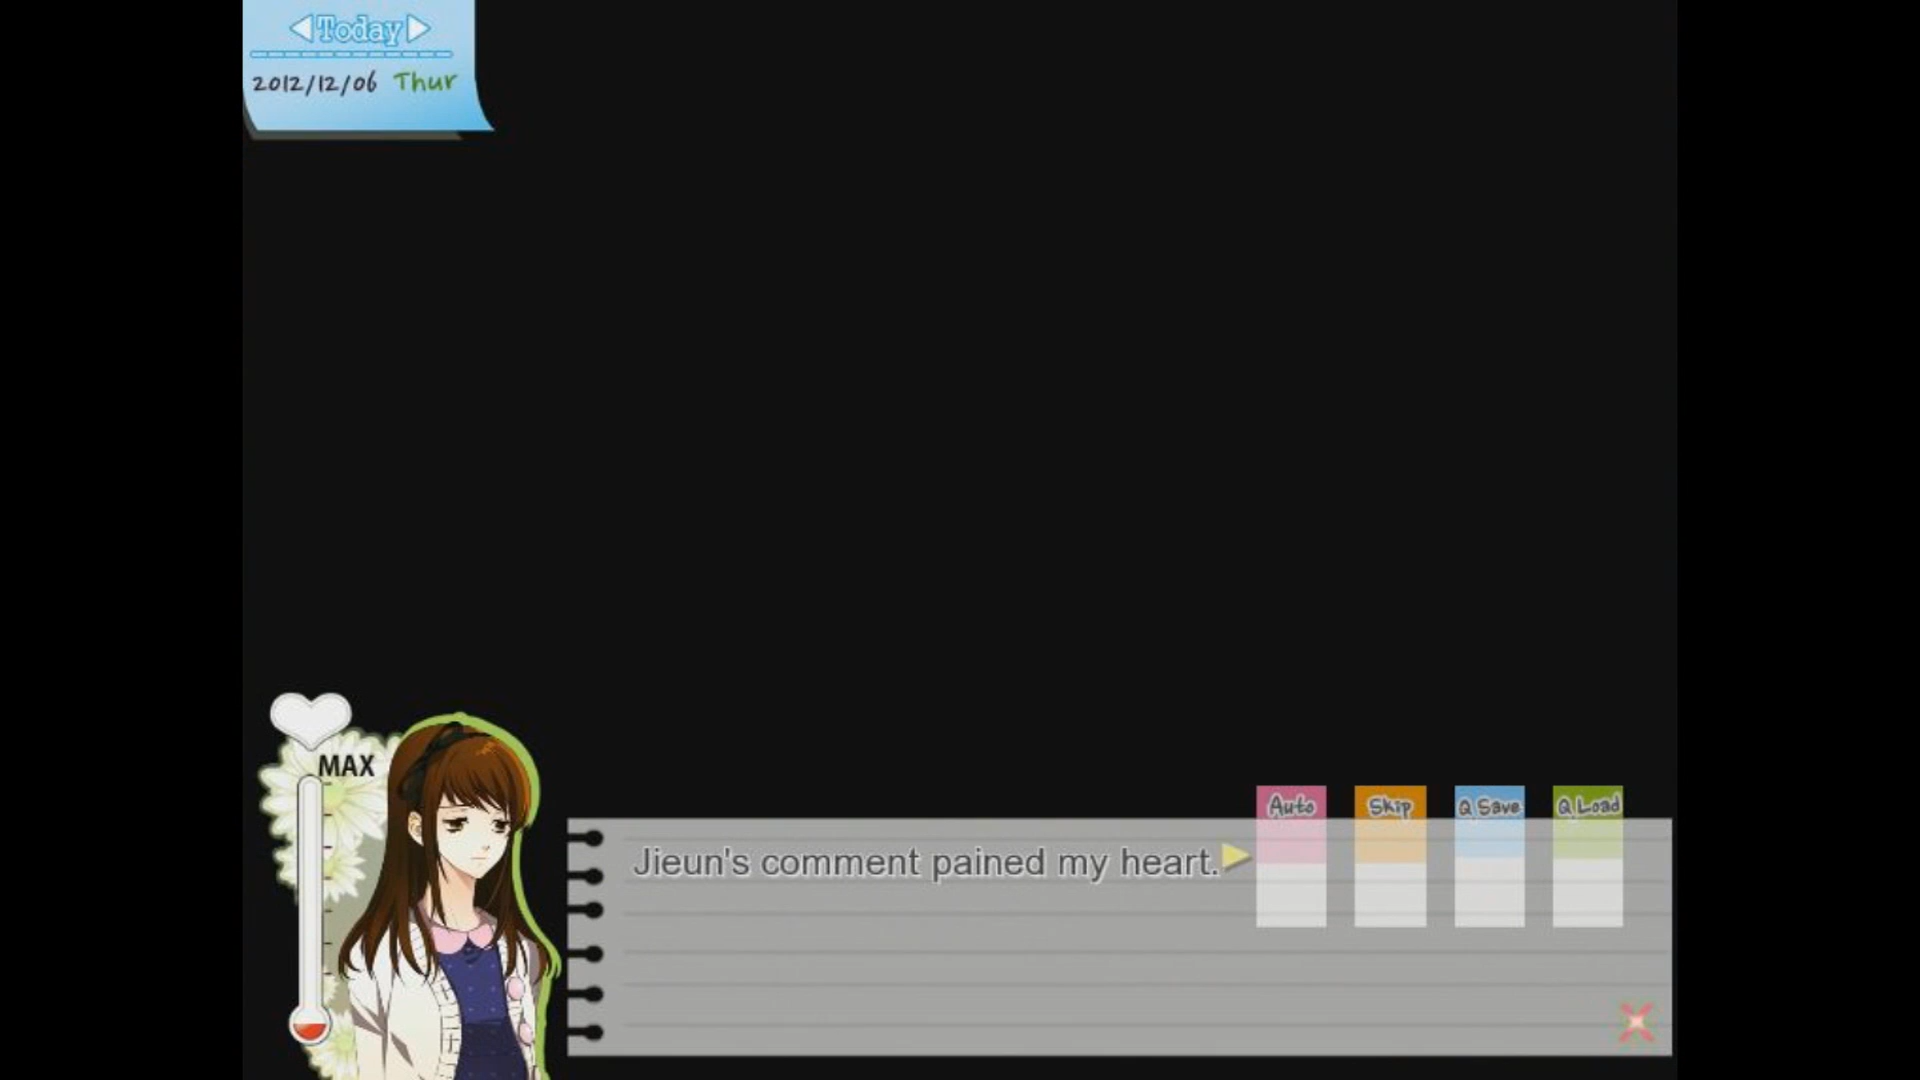 Today
2012/12/06 Thur
MAX
Auto
Skip
Q.Save
Q.Load
Jieun's comment pained my heart.